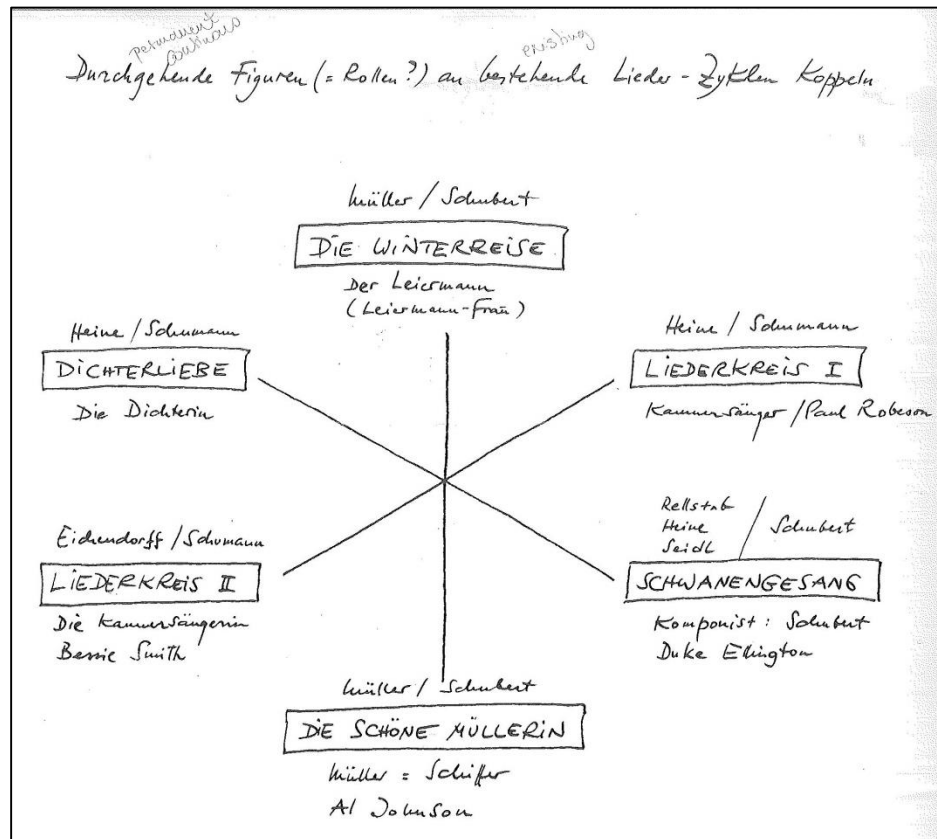 permanent
continuous
existing
Durchgehende Figuren (= Rollen?) an bestehende Lieder-Zyklen Koppeln
Müller / Schubert
DIE WINTERREISE
Der Leiermann
(Leiermann-Frau)
Heine / Schumann
DICHTERLIEBE
Die Dichterin
Heine / Schumann
LIEDERKREIS I
Kammersänger / Paul Robeson
Eichendorff / Schumann
LIEDERKREIS II
Die Kammersängerin
Bessie Smith
Rellstab
Heine / Schubert
Seidl
SCHWANENGESANG
Komponist: Schubert
Duke Ellington
Müller / Schubert
DIE SCHÖNE MÜLLERIN
Müller = Schiffer
Al Johnson